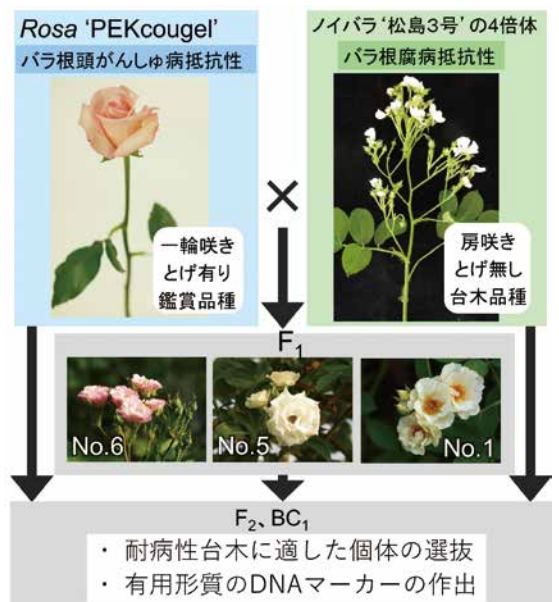 Rosa ‘PEKcougel’
バラ根頭がんしゅ病抵抗性
一輪咲き
とげ有り
鑑賞品種
×
ノイバラ‘松島3号’の4倍体
バラ根腐病抵抗性
房咲き
とげ無し
台木品種
F₁
No.6
No.5
No.1
F₂、BC₁
・ 耐病性台木に適した個体の選抜
・ 有用形質のDNAマーカーの作出